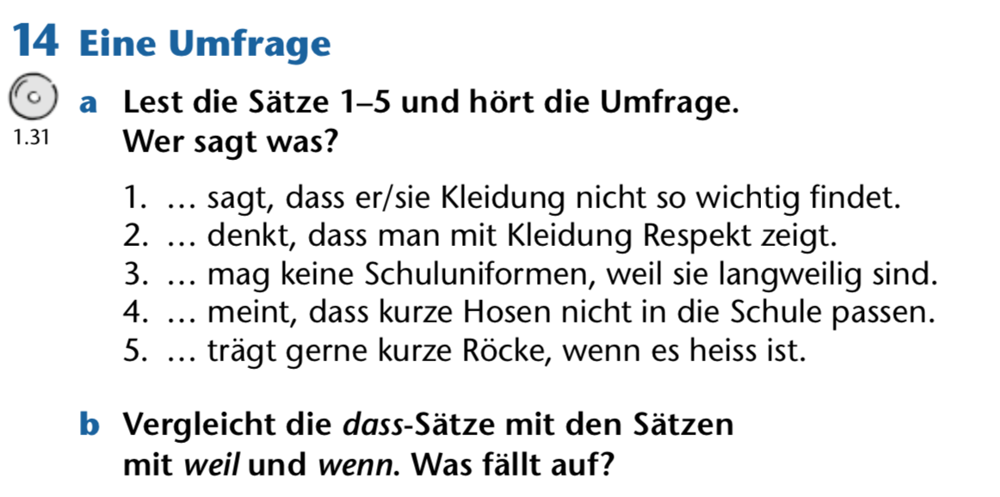 14 Eine Umfrage
a Lest die Sätze 1–5 und hört die Umfrage.
1.31 Wer sagt was?
1. … sagt, dass er/sie Kleidung nicht so wichtig findet.
2. … denkt, dass man mit Kleidung Respekt zeigt.
3. … mag keine Schuluniformen, weil sie langweilig sind.
4. … meint, dass kurze Hosen nicht in die Schule passen.
5. … trägt gerne kurze Röcke, wenn es heiss ist.
b Vergleicht die dass-Sätze mit den Sätzen
mit weil und wenn. Was fällt auf?